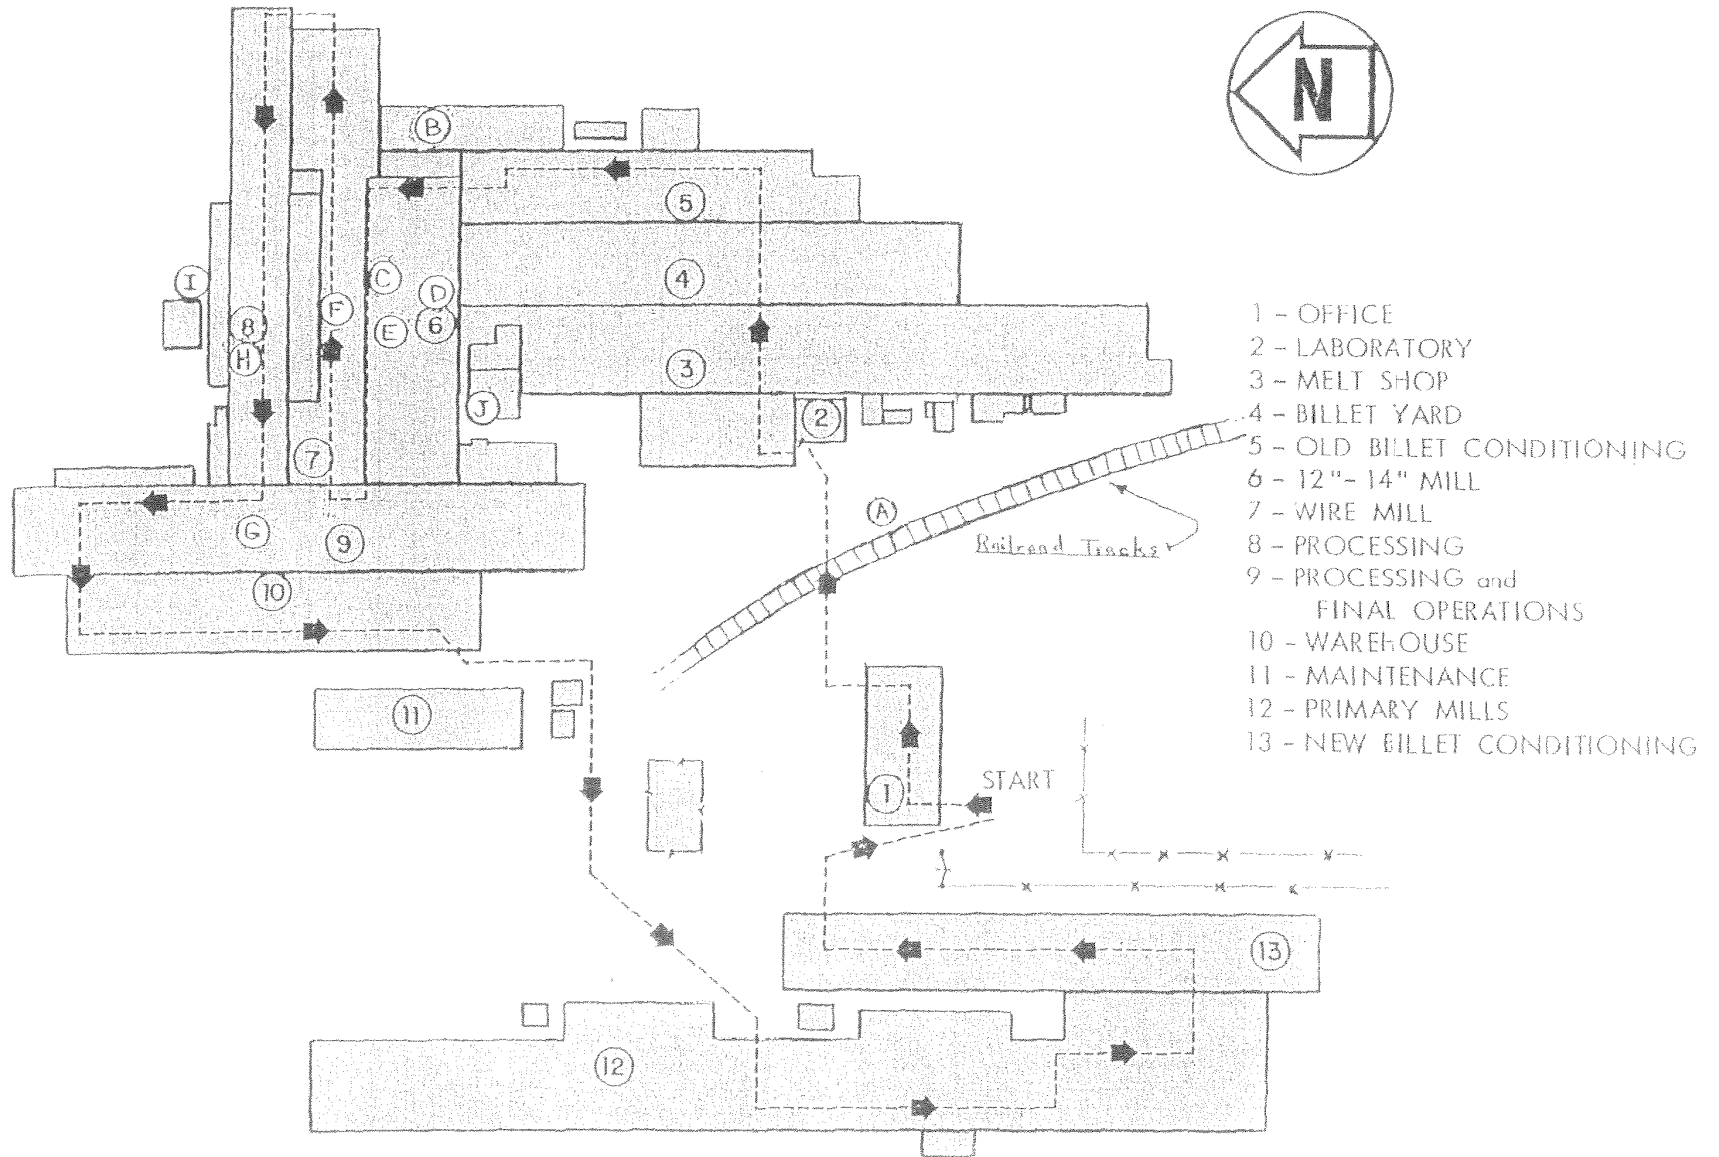 N
B
5
I
C
D
4
F
8
E
6
H
3
J
2
7
A
G
9
Railroad Tracks
10
11
START
1
13
12
1 - OFFICE
2 - LABORATORY
3 - MELT SHOP
4 - BILLET YARD
5 - OLD BILLET CONDITIONING
6 - 12"- 14" MILL
7 - WIRE MILL
8 - PROCESSING
9 - PROCESSING and
FINAL OPERATIONS
10 - WAREHOUSE
11 - MAINTENANCE
12 - PRIMARY MILLS
13 - NEW BILLET CONDITIONING